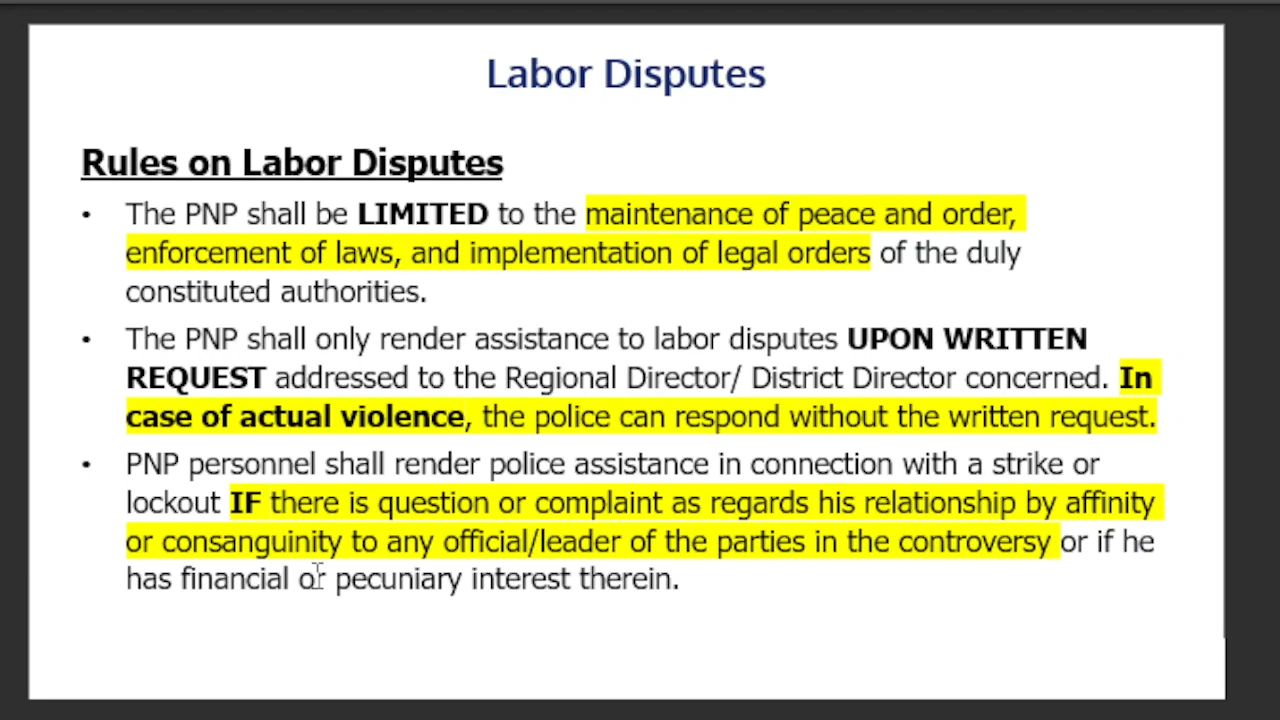 Labor Disputes
Rules on Labor Disputes
• The PNP shall be LIMITED to the maintenance of peace and order,
enforcement of laws, and implementation of legal orders of the duly
constituted authorities.
• The PNP shall only render assistance to labor disputes UPON WRITTEN
REQUEST addressed to the Regional Director/ District Director concerned. In
case of actual violence, the police can respond without the written request.
• PNP personnel shall render police assistance in connection with a strike or
lockout IF there is question or complaint as regards his relationship by affinity
or consanguinity to any official/leader of the parties in the controversy or if he
has financial or pecuniary interest therein.